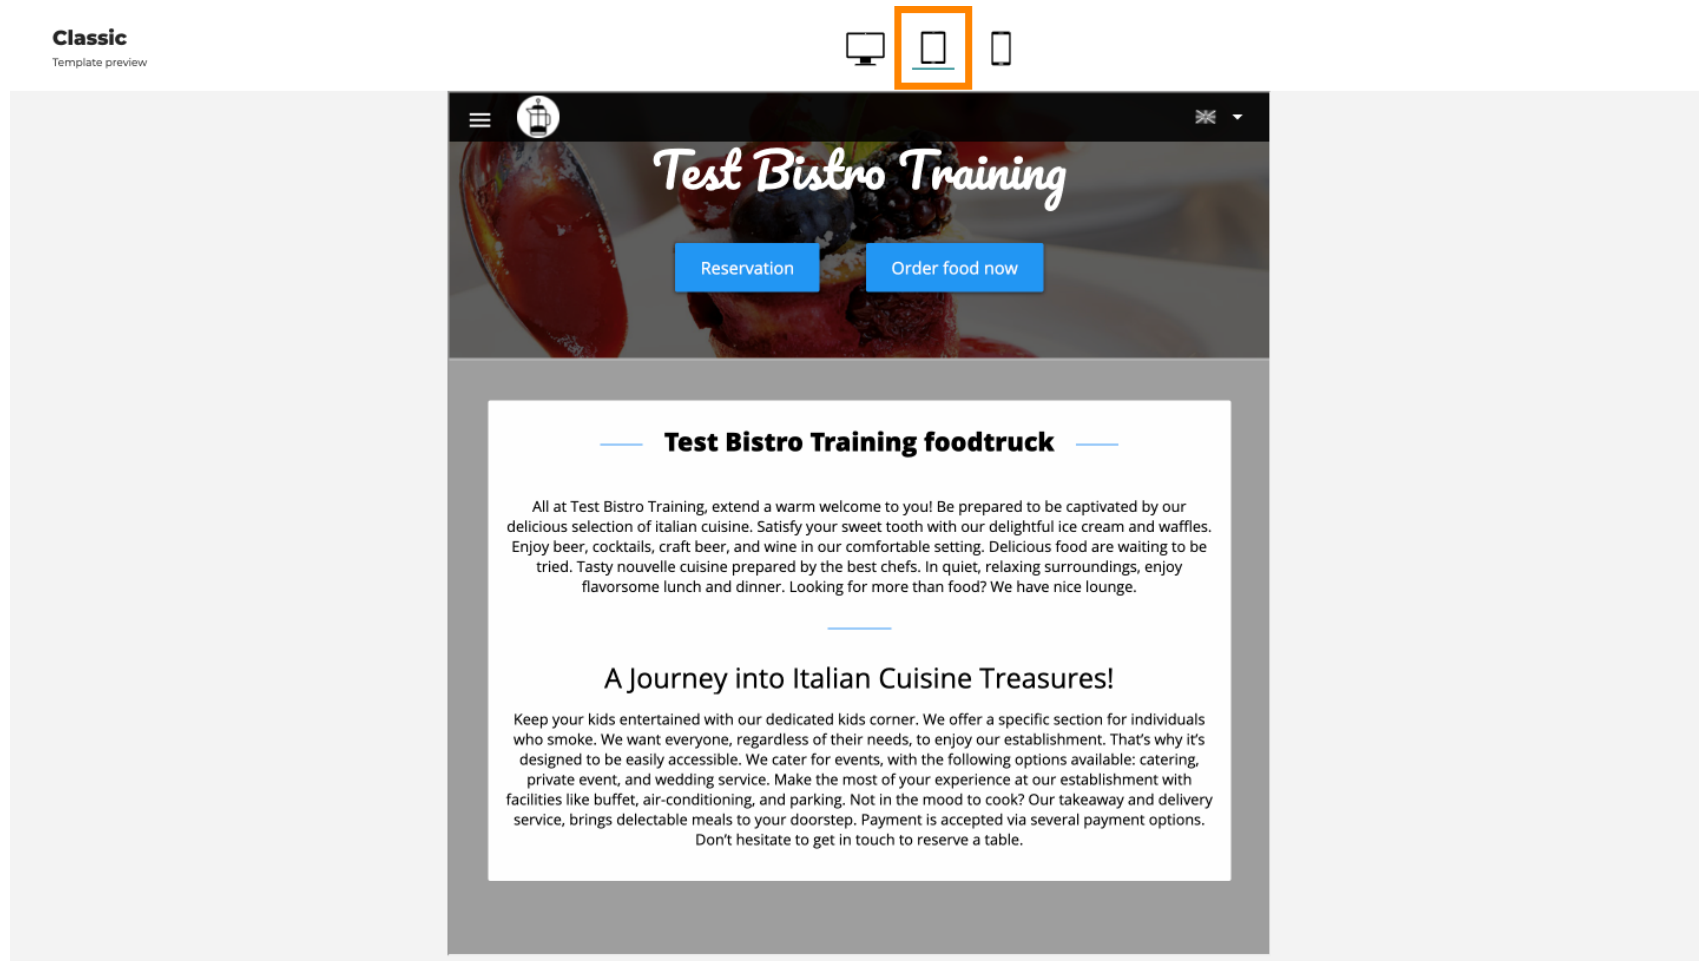 Classic
Template preview
Test Bistro Training
Reservation
Order food now
Test Bistro Training foodtruck
All at Test Bistro Training, extend a warm welcome to you! Be prepared to be captivated by our
delicious selection of italian cuisine. Satisfy your sweet tooth with our delightful ice cream and waffles.
Enjoy beer, cocktails, craft beer, and wine in our comfortable setting. Delicious food are waiting to be
tried. Tasty nouvelle cuisine prepared by the best chefs. In quiet, relaxing surroundings, enjoy
flavorsome lunch and dinner. Looking for more than food? We have nice lounge.
A Journey into Italian Cuisine Treasures!
Keep your kids entertained with our dedicated kids corner. We offer a specific section for individuals
who smoke. We want everyone, regardless of their needs, to enjoy our establishment. That’s why it’s
designed to be easily accessible. We cater for events, with the following options available: catering,
private event, and wedding service. Make the most of your experience at our establishment with
facilities like buffet, air-conditioning, and parking. Not in the mood to cook? Our takeaway and delivery
service, brings delectable meals to your doorstep. Payment is accepted via several payment options.
Don’t hesitate to get in touch to reserve a table.